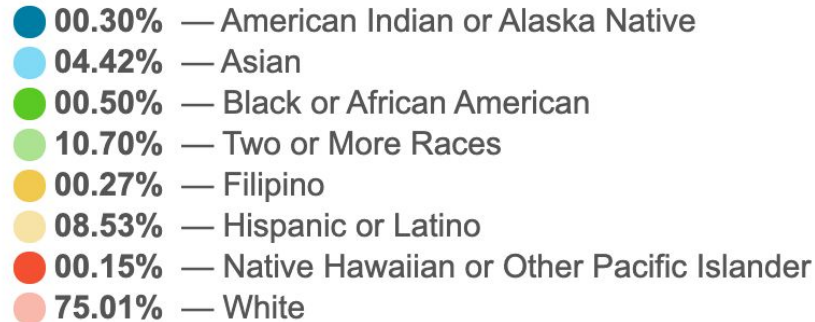 00.30% — American Indian or Alaska Native
04.42% — Asian
00.50% — Black or African American
10.70% — Two or More Races
00.27% — Filipino
08.53% — Hispanic or Latino
00.15% — Native Hawaiian or Other Pacific Islander
75.01% — White